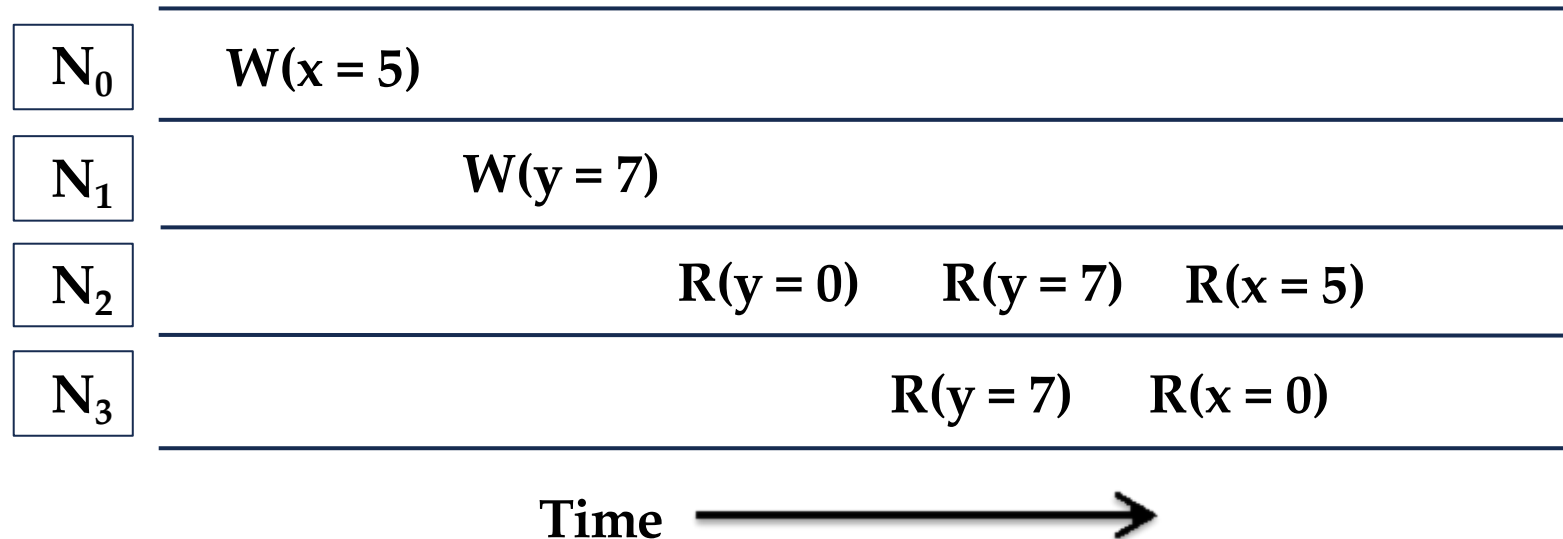 N₀ W(x = 5)
N₁ W(y = 7)
N₂ R(y = 0) R(y = 7) R(x = 5)
N₃ R(y = 7) R(x = 0)
Time